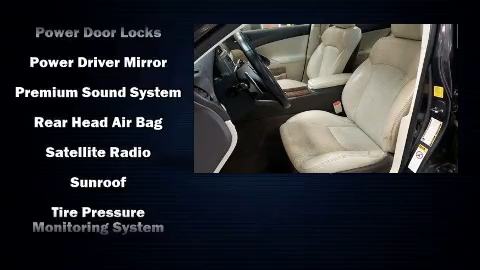 Power Door Locks
Power Driver Mirror
Premium Sound System
Rear Head Air Bag
Satellite Radio
Sunroof
Tire Pressure
Monitoring System